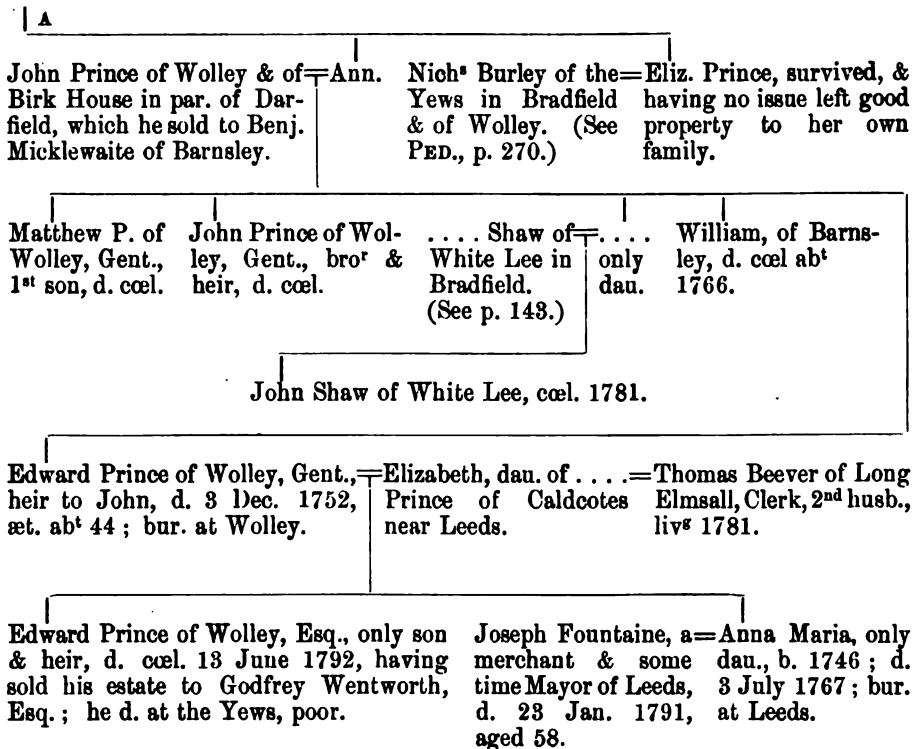 A
John Prince of Wolley & of=Ann.
Birk House in par. of Dar-
field, which he sold to Benj.
Micklewaite of Barnsley.
Nichˢ Burley of the=Eliz. Prince, survived, &
Yews in Bradfield having no issue left good
& of Wolley. (See property to her own
PED., p. 270.) family.
Matthew P. of
Wolley, Gent.,
1ˢᵗ son, d. cœl.
John Prince of Wol-
ley, Gent., broʳ &
heir, d. cœl.
. . . . Shaw of=. . . .
White Lee in only
Bradfield. dau.
(See p. 143.)
William, of Barns-
ley, d. cœl abᵗ
1766.
John Shaw of White Lee, cœl. 1781.
Edward Prince of Wolley, Gent.,=Elizabeth, dau. of . . . .=Thomas Beever of Long
heir to John, d. 3 Dec. 1752, Prince of Caldcotes Elmsall, Clerk, 2ⁿᵈ husb.,
æt. abᵗ 44 ; bur. at Wolley. near Leeds. livᵍ 1781.
Edward Prince of Wolley, Esq., only son
& heir, d. cœl. 13 June 1792, having
sold his estate to Godfrey Wentworth,
Esq. ; he d. at the Yews, poor.
Joseph Fountaine, a=Anna Maria, only
merchant & some dau., b. 1746 ; d.
time Mayor of Leeds, 3 July 1767 ; bur.
d. 23 Jan. 1791, at Leeds.
aged 58.